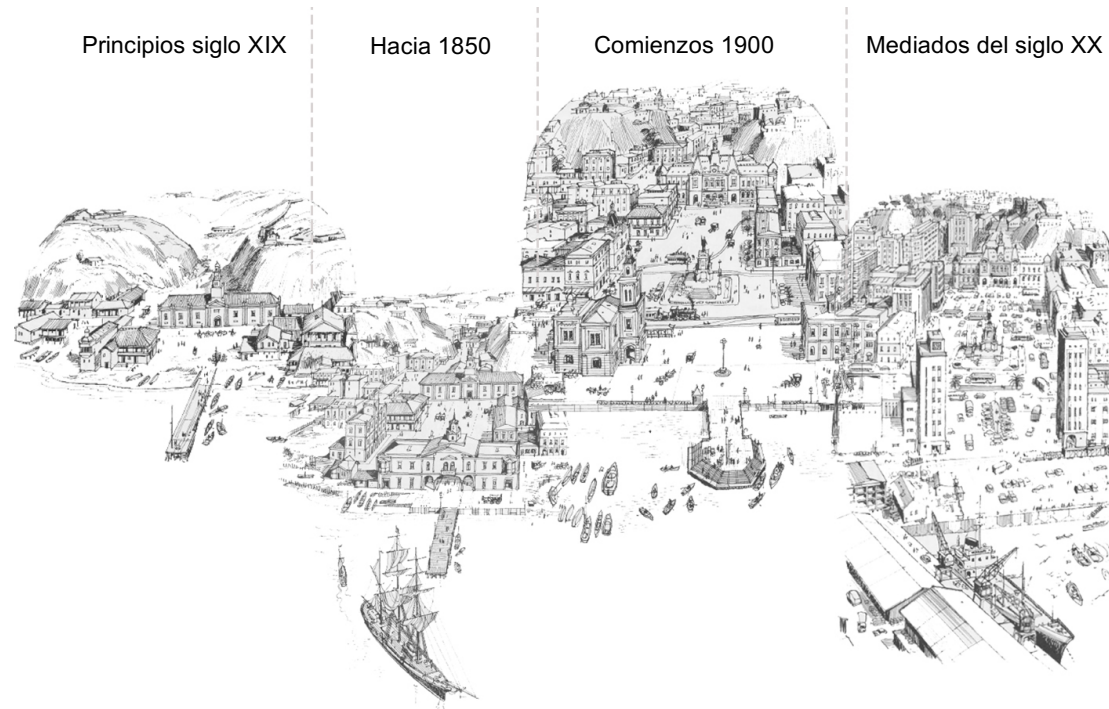 Principios siglo XIX
Hacia 1850
Comienzos 1900
Mediados del siglo XX